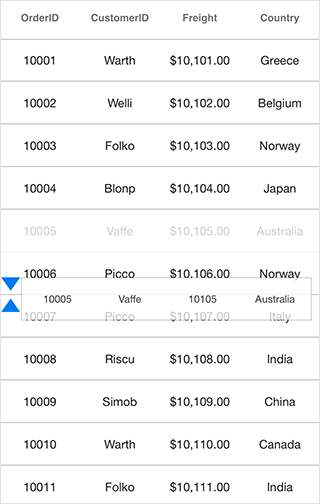 OrderID CustomerID Freight Country
10001 Warth $10,101.00 Greece
10002 Welli $10,102.00 Belgium
10003 Folko $10,103.00 Norway
10004 Blonp $10,104.00 Japan
10005 Vaffe $10,105.00 Australia
10006 Picco $10,106.00 Norway
10005 Vaffe 10105 Australia
10007 Picco $10,107.00 Italy
10008 Riscu $10,108.00 India
10009 Simob $10,109.00 China
10010 Warth $10,110.00 Canada
10011 Folko $10,111.00 India